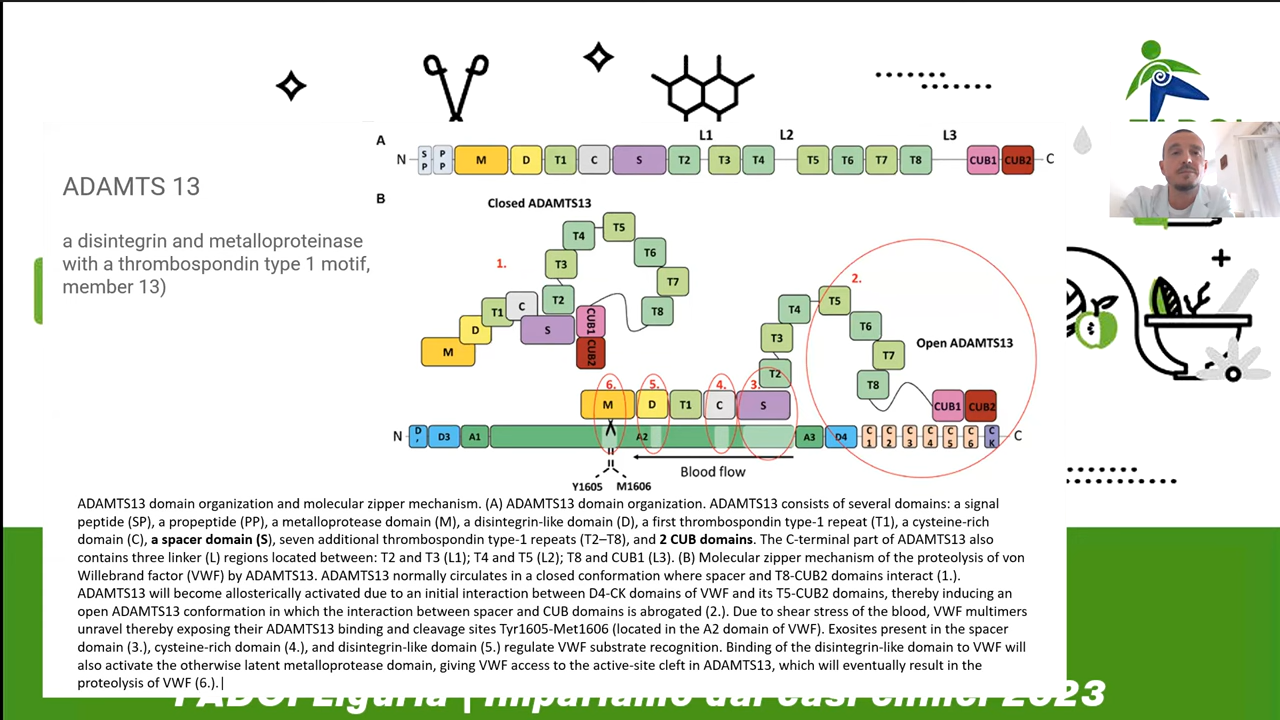 A
N
S P
P P
M
D
T1
C
S
T2
L1
T3
T4
L2
T5
T6
T7
T8
L3
CUB1
CUB2
C
ADAMTS 13
a disintegrin and metalloproteinase
with a thrombospondin type 1 motif,
member 13)
B
Closed ADAMTS13
1.
M
D
T1
C
S
T2
T3
T4
T5
T6
T7
T8
CUB1
CUB2
2.
Open ADAMTS13
T5
T4
T6
T3
T7
T2
T8
CUB1
CUB2
6.
5.
4.
3.
M
D
T1
C
S
N
D'
D3
A1
A2
A3
D4
C1
C2
C3
C4
C5
C6
CK
C
Blood flow
Y1605
M1606
ADAMTS13 domain organization and molecular zipper mechanism. (A) ADAMTS13 domain organization. ADAMTS13 consists of several domains: a signal
peptide (SP), a propeptide (PP), a metalloprotease domain (M), a disintegrin-like domain (D), a first thrombospondin type-1 repeat (T1), a cysteine-rich
domain (C), a spacer domain (S), seven additional thrombospondin type-1 repeats (T2–T8), and 2 CUB domains. The C-terminal part of ADAMTS13 also
contains three linker (L) regions located between: T2 and T3 (L1); T4 and T5 (L2); T8 and CUB1 (L3). (B) Molecular zipper mechanism of the proteolysis of von
Willebrand factor (VWF) by ADAMTS13. ADAMTS13 normally circulates in a closed conformation where spacer and T8-CUB2 domains interact (1.).
ADAMTS13 will become allosterically activated due to an initial interaction between D4-CK domains of VWF and its T5-CUB2 domains, thereby inducing an
open ADAMTS13 conformation in which the interaction between spacer and CUB domains is abrogated (2.). Due to shear stress of the blood, VWF multimers
unravel thereby exposing their ADAMTS13 binding and cleavage sites Tyr1605-Met1606 (located in the A2 domain of VWF). Exosites present in the spacer
domain (3.), cysteine-rich domain (4.), and disintegrin-like domain (5.) regulate VWF substrate recognition. Binding of the disintegrin-like domain to VWF will
also activate the otherwise latent metalloprotease domain, giving VWF access to the active-site cleft in ADAMTS13, which will eventually result in the
proteolysis of VWF (6.).
FADOI Liguria | Impariamo dai casi clinici 2023